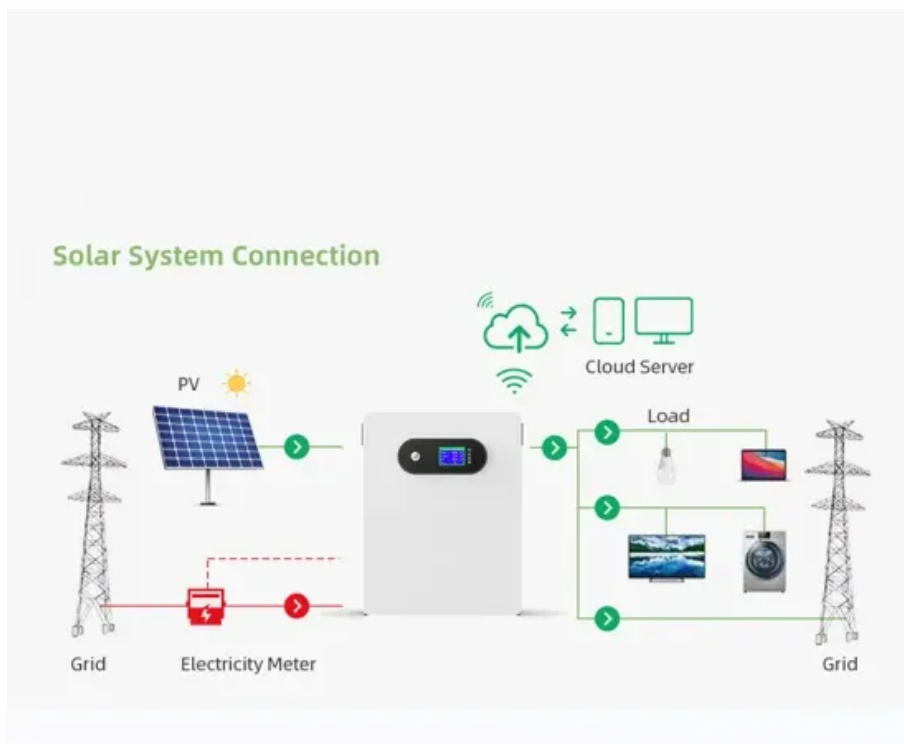 Solar System Connection
Cloud Server
PV
Load
Grid
Electricity Meter
Grid